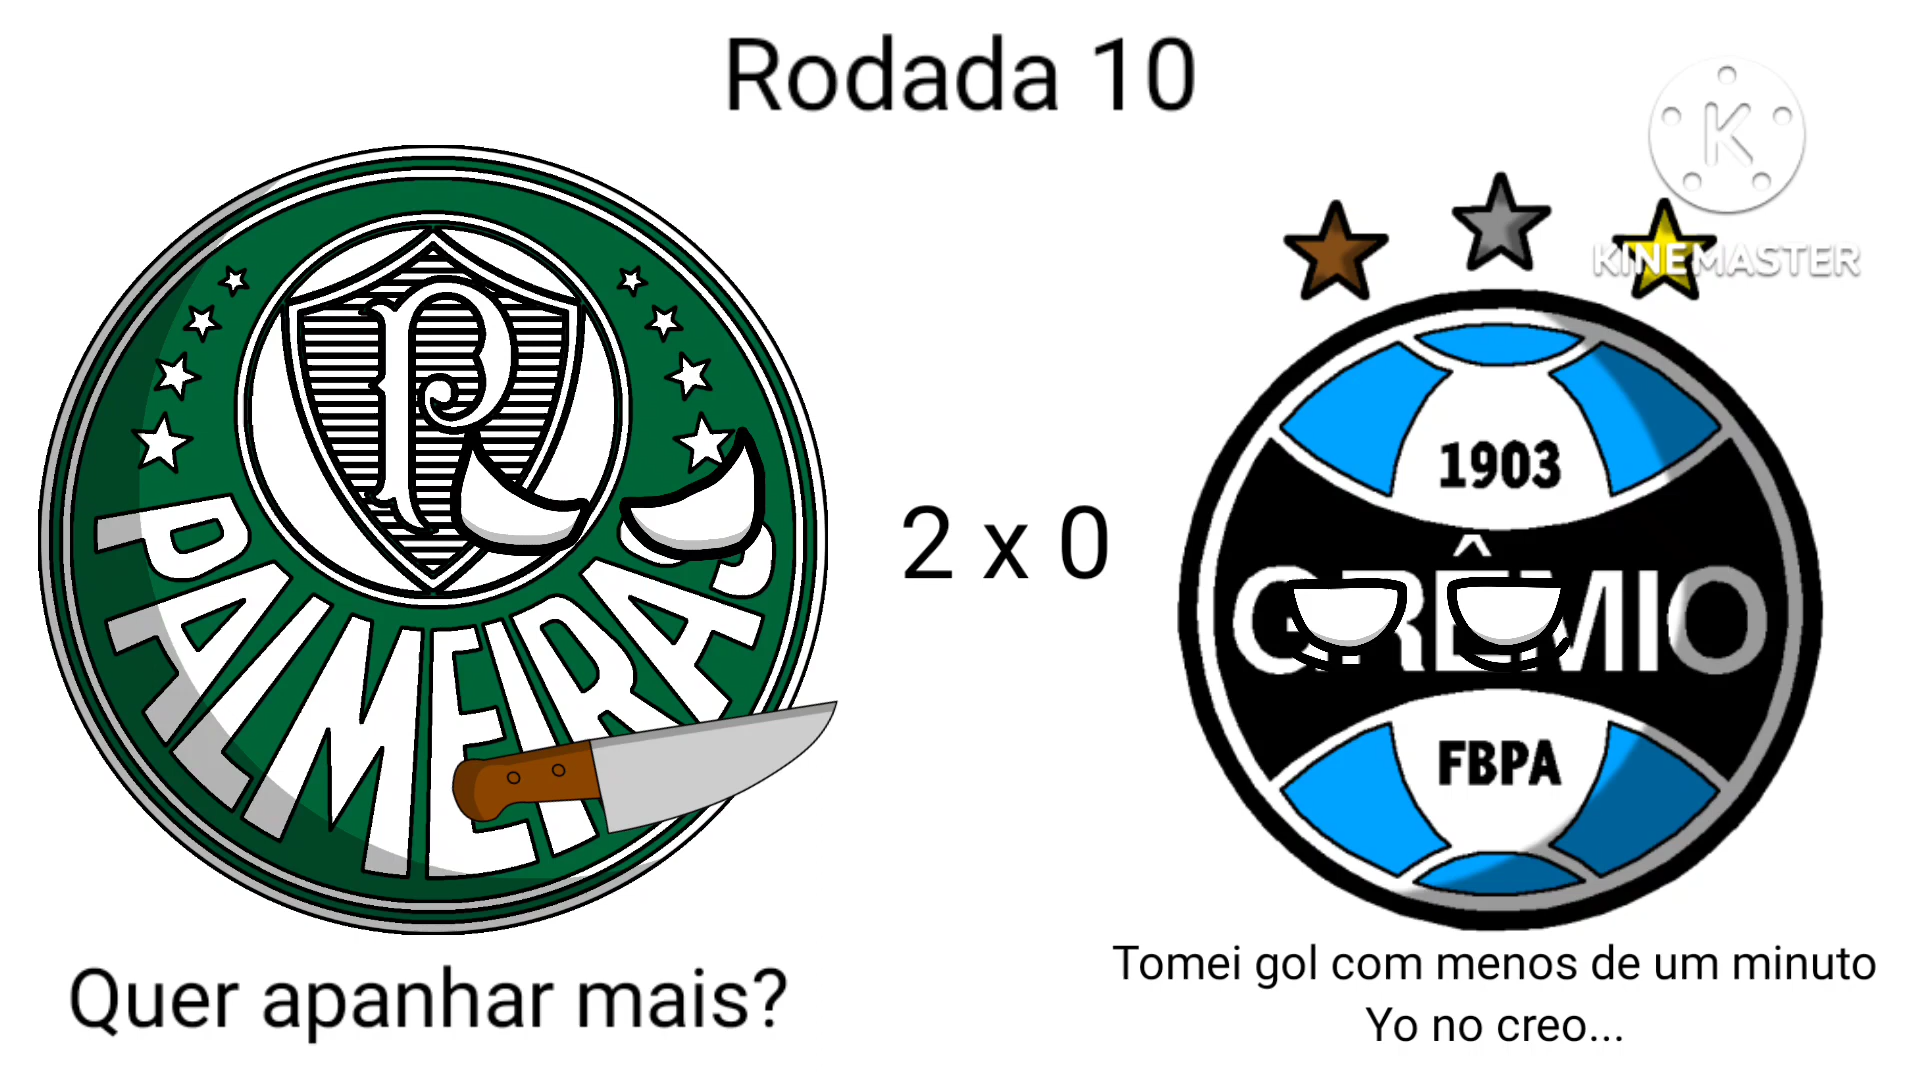 Rodada 10
K
KINEMASTER
P
PALMEIRAS
2 x 0
1903
GRÊMIO
FBPA
Quer apanhar mais?
Tomei gol com menos de um minuto
Yo no creo...